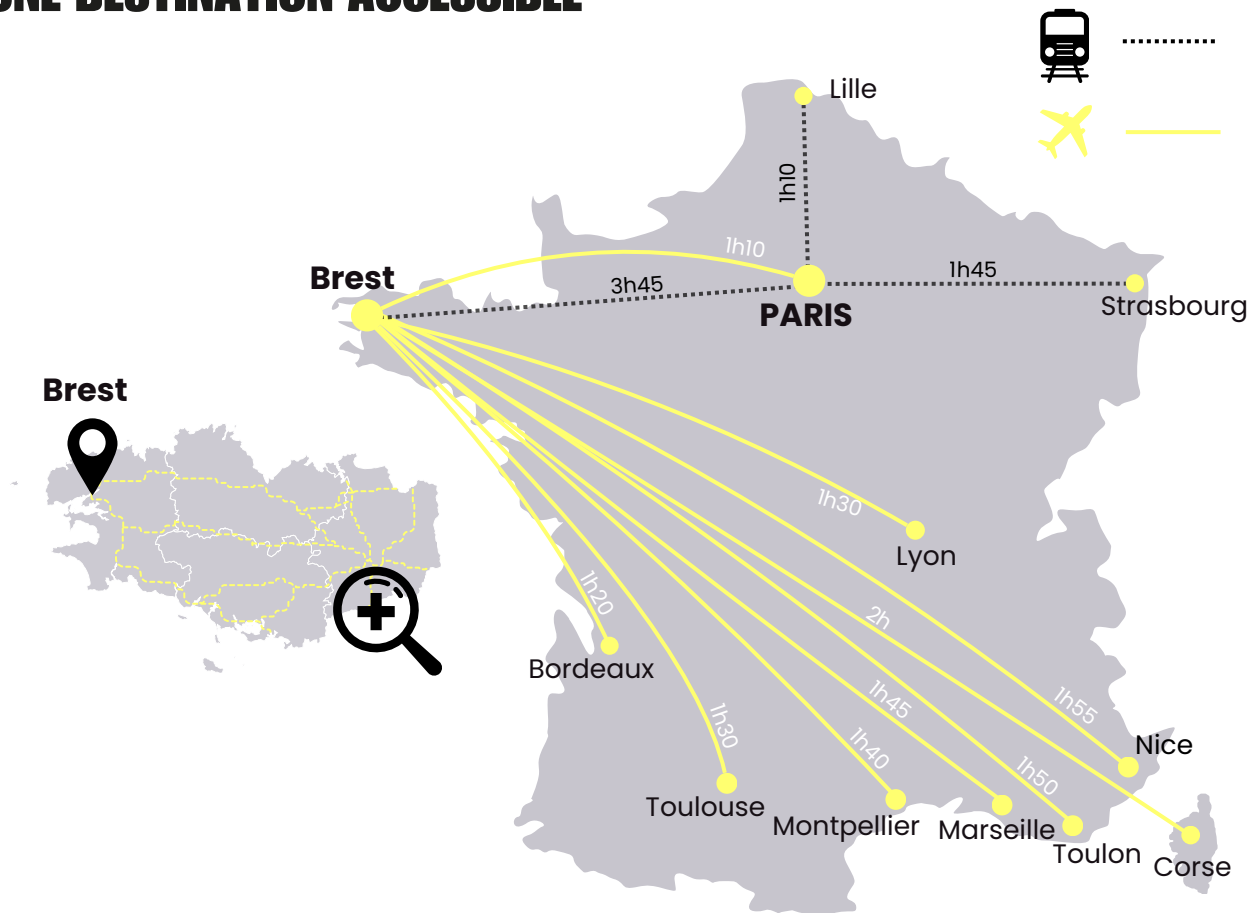 UNE DESTINATION ACCESSIBLE
Lille
1h10
1h10
Brest
3h45
1h45
PARIS
Strasbourg
Brest
1h30
Lyon
1h20
2h
Bordeaux
1h45
1h55
1h30
1h40
1h50
Nice
Toulouse
Montpellier
Marseille
Toulon
Corse